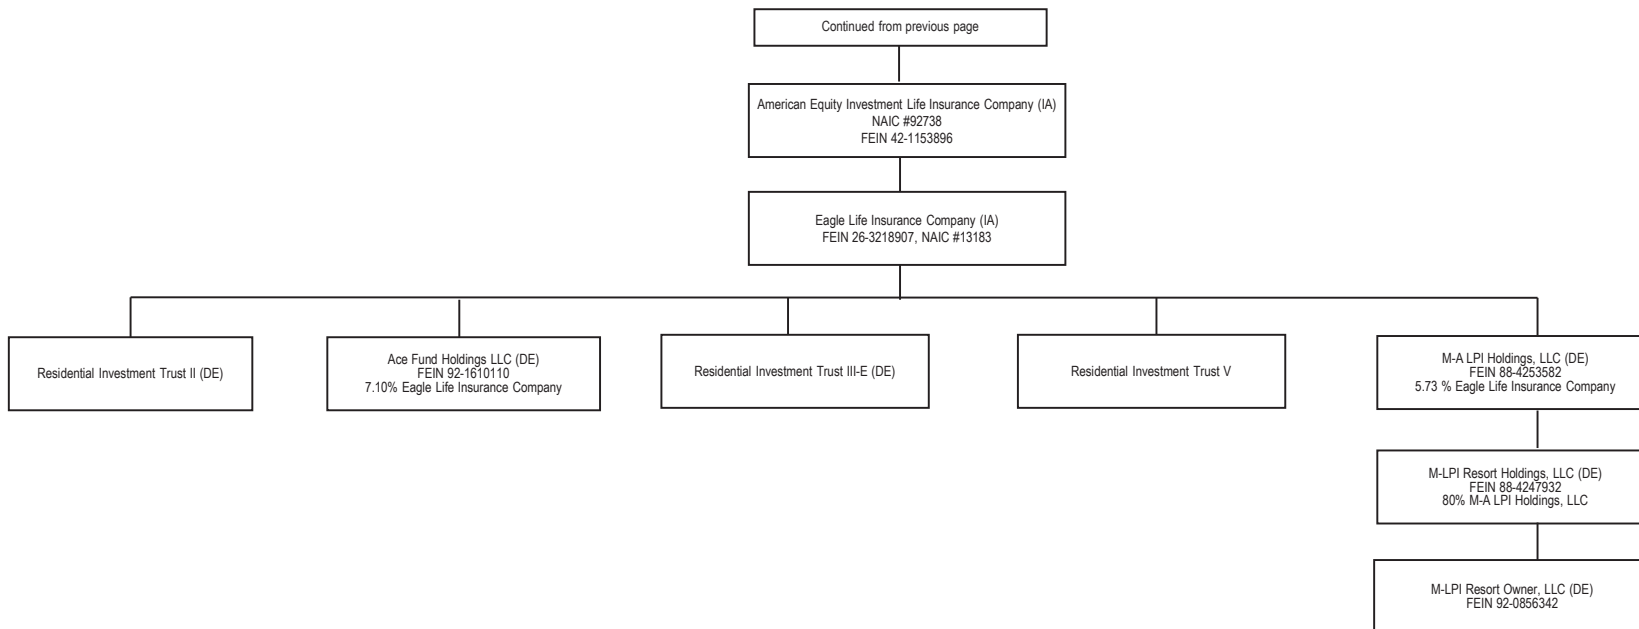 Continued from previous page
American Equity Investment Life Insurance Company (IA)
NAIC #92738
FEIN 42-1153896
Eagle Life Insurance Company (IA)
FEIN 26-3218907, NAIC #13183
Residential Investment Trust II (DE)
Ace Fund Holdings LLC (DE)
FEIN 92-1610110
7.10% Eagle Life Insurance Company
Residential Investment Trust III-E (DE)
Residential Investment Trust V
M-A LPI Holdings, LLC (DE)
FEIN 88-4253582
5.73 % Eagle Life Insurance Company
M-LPI Resort Holdings, LLC (DE)
FEIN 88-4247932
80% M-A LPI Holdings, LLC
M-LPI Resort Owner, LLC (DE)
FEIN 92-0856342